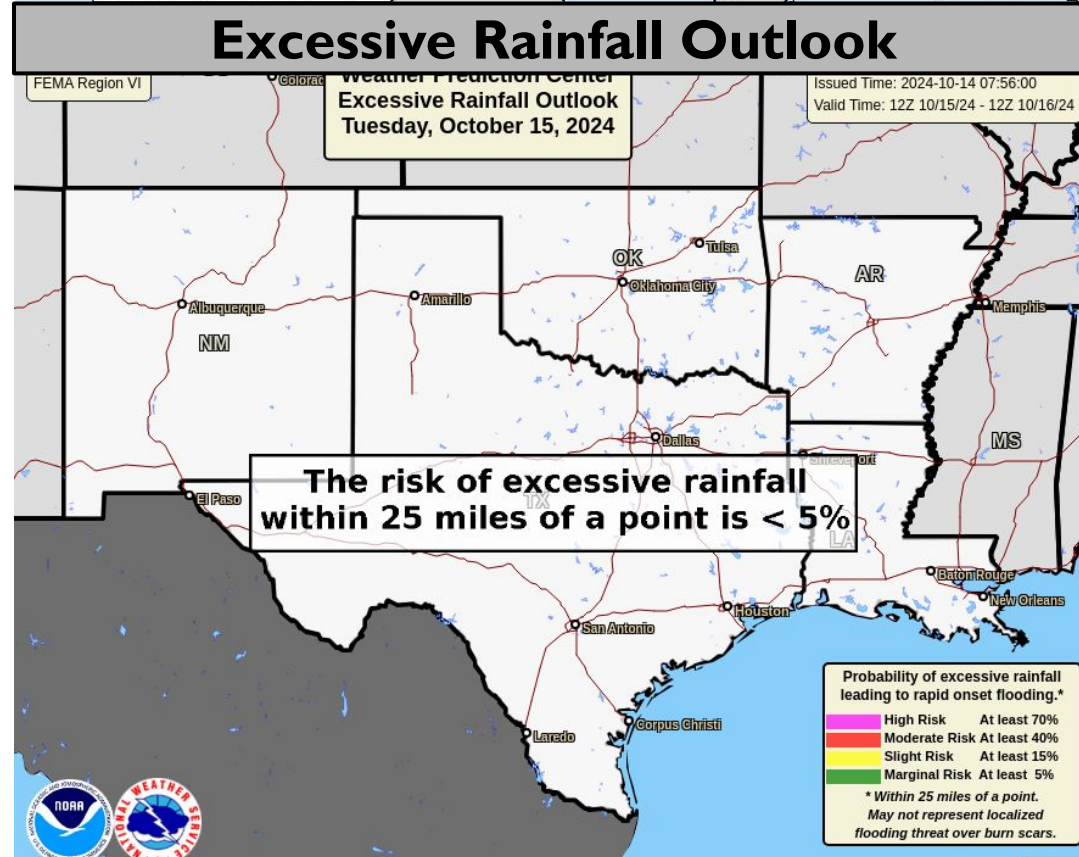 Excessive Rainfall Outlook
FEMA Region VI
Weather Prediction Center
Excessive Rainfall Outlook
Tuesday, October 15, 2024
Issued Time: 2024-10-14 07:56:00
Valid Time: 12Z 10/15/24 - 12Z 10/16/24
Tulsa
OK
Oklahoma City
AR
Amarillo
Albuquerque
Memphis
NM
Dallas
MS
Shreveport
The risk of excessive rainfall
within 25 miles of a point is < 5%
TX
El Paso
LA
Baton Rouge
New Orleans
Houston
San Antonio
Corpus Christi
Laredo
Probability of excessive rainfall
leading to rapid onset flooding.*
High Risk At least 70%
Moderate Risk At least 40%
Slight Risk At least 15%
Marginal Risk At least 5%
* Within 25 miles of a point.
May not represent localized
flooding threat over burn scars.
NOAA
NATIONAL WEATHER SERVICE